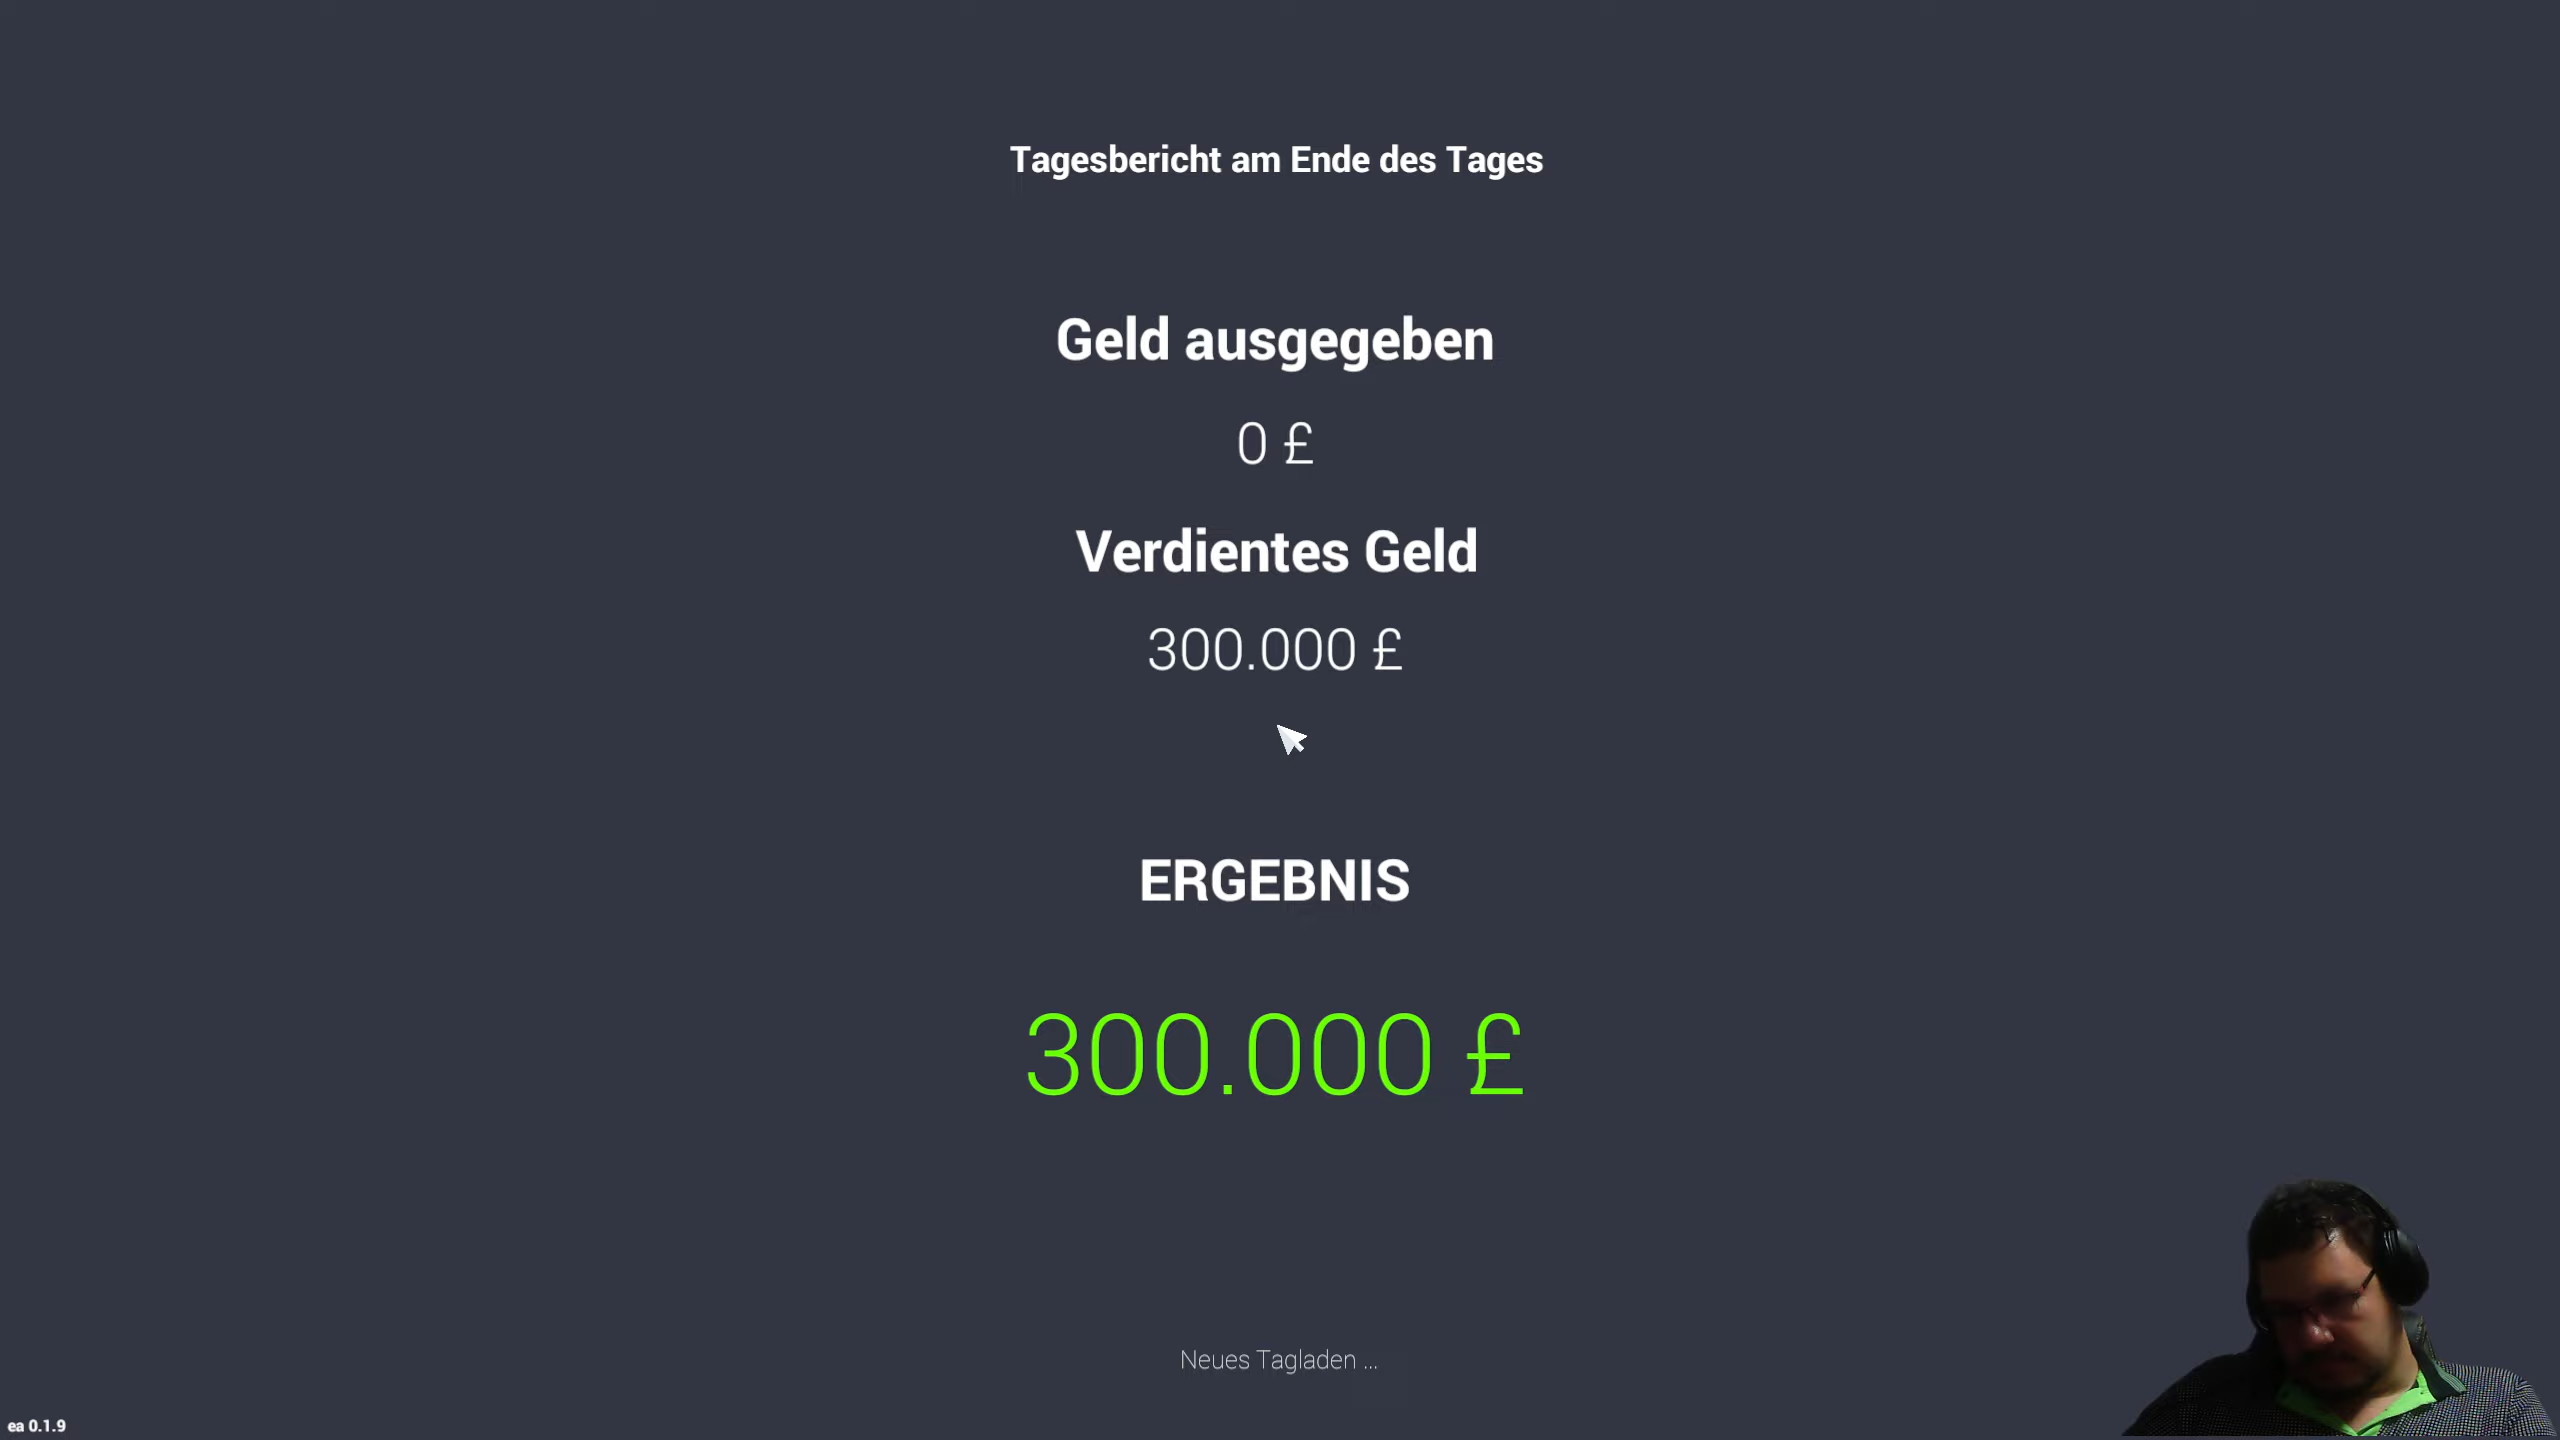 Tagesbericht am Ende des Tages
Geld ausgegeben
0 £
Verdientes Geld
300.000 £
ERGEBNIS
300.000 £
Neues Tagladen ...
ea 0.1.9